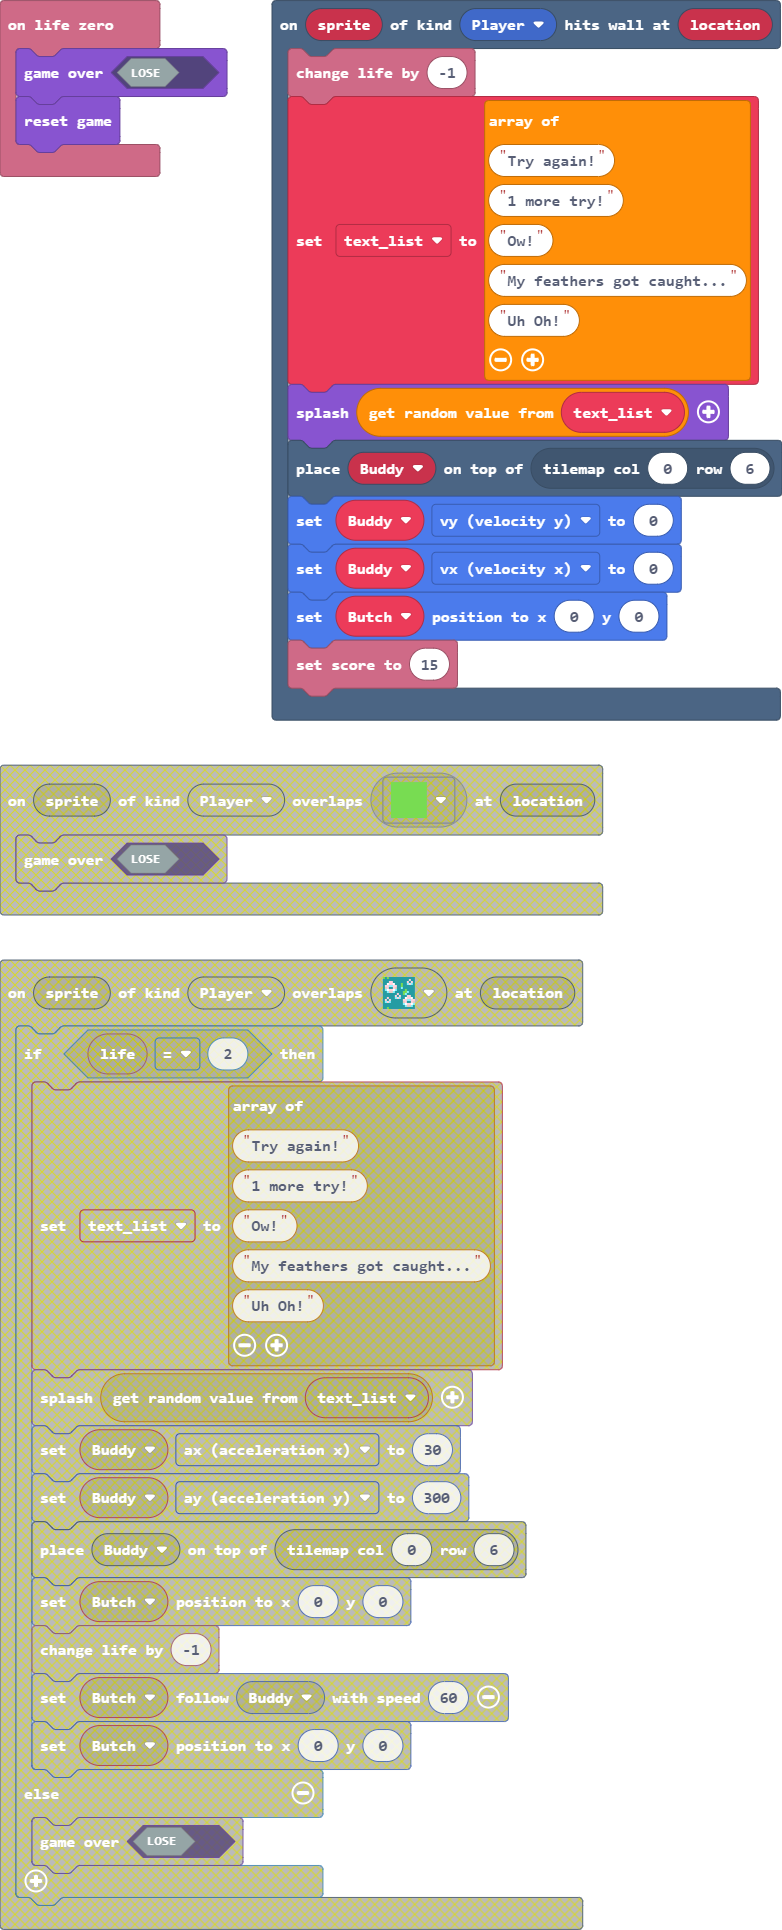 on life zero
game over LOSE
reset game
on sprite of kind Player hits wall at location
change life by -1
array of
"Try again!"
"1 more try!"
set text_list to "Ow!"
"My feathers got caught..."
"Uh Oh!"
splash get random value from text_list
place Buddy on top of tilemap col 0 row 6
set Buddy vy (velocity y) to 0
set Buddy vx (velocity x) to 0
set Butch position to x 0 y 0
set score to 15
on sprite of kind Player overlaps at location
game over LOSE
on sprite of kind Player overlaps at location
if life = 2 then
array of
"Try again!"
"1 more try!"
set text_list to "Ow!"
"My feathers got caught..."
"Uh Oh!"
splash get random value from text_list
set Buddy ax (acceleration x) to 30
set Buddy ay (acceleration y) to 300
place Buddy on top of tilemap col 0 row 6
set Butch position to x 0 y 0
change life by -1
set Butch follow Buddy with speed 60
set Butch position to x 0 y 0
else
game over LOSE